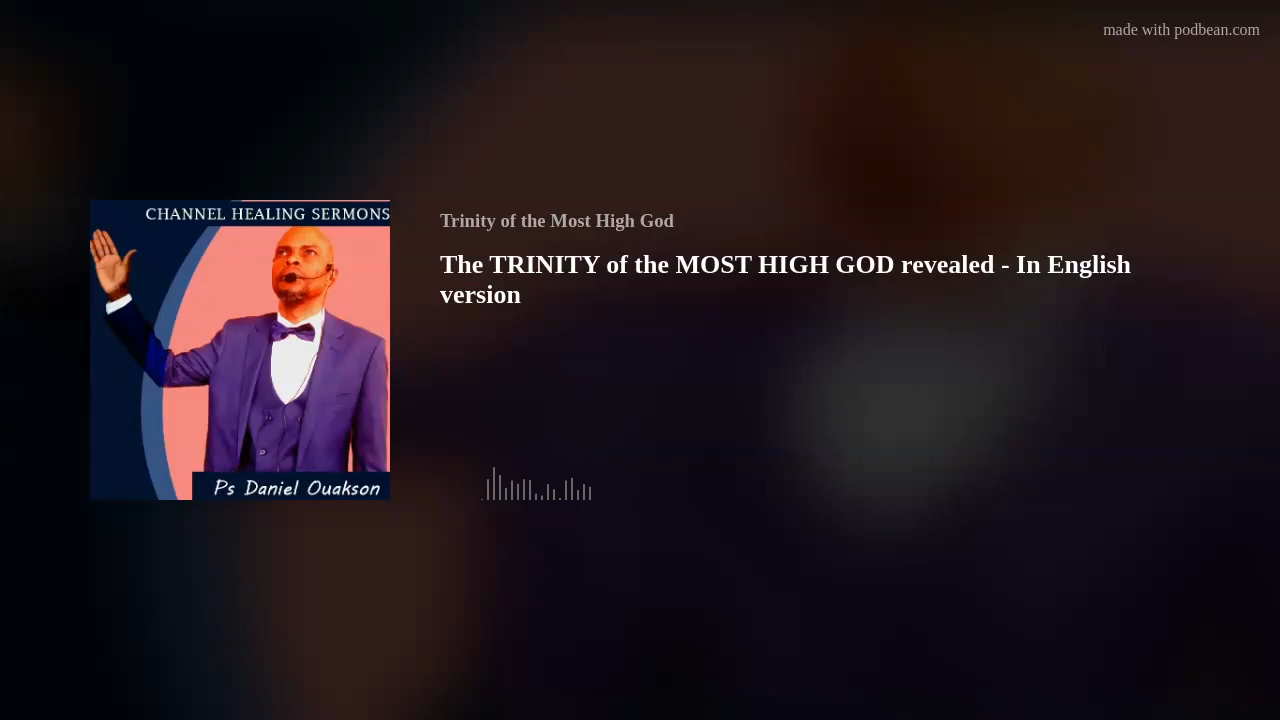 made with podbean.com
CHANNEL HEALING SERMONS
Trinity of the Most High God
The TRINITY of the MOST HIGH GOD revealed - In English
version
Ps Daniel Ouakson